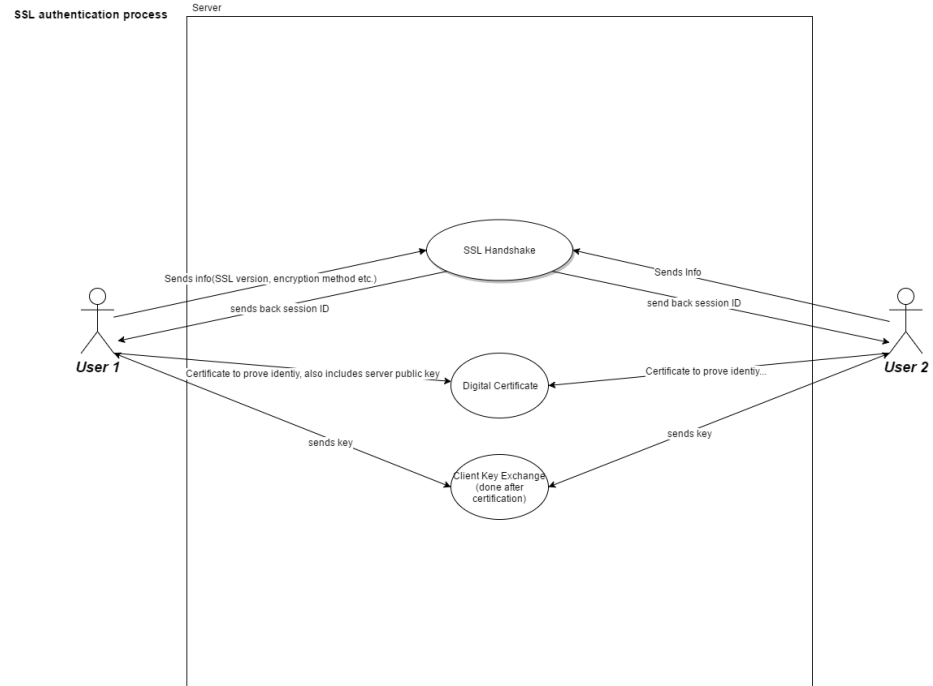 SSL authentication process
Server
SSL Handshake
Sends info(SSL version, encryption method etc.)
Sends Info
sends back session ID
send back session ID
User 1
User 2
Certificate to prove identiy, also includes server public key
Digital Certificate
Certificate to prove identiy...
sends key
sends key
Client Key Exchange
(done after
certification)